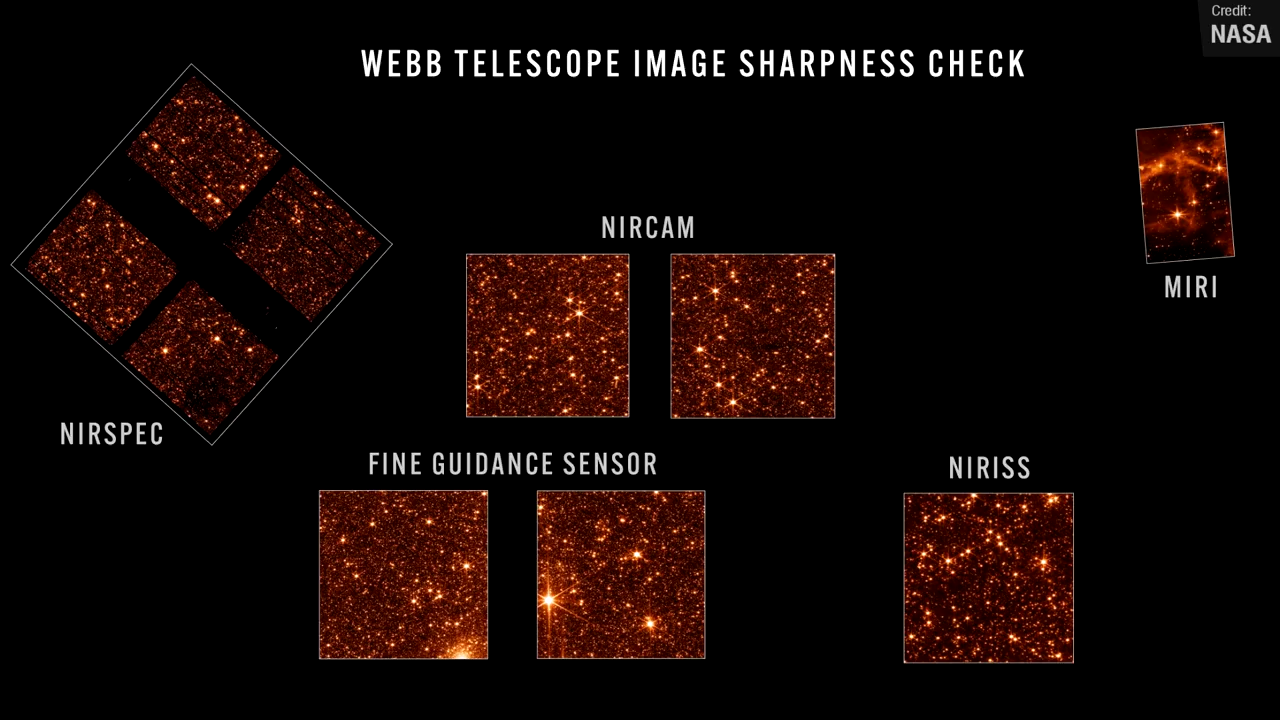 Credit:
NASA
WEBB TELESCOPE IMAGE SHARPNESS CHECK
NIRCAM
MIRI
NIRSPEC
FINE GUIDANCE SENSOR
NIRISS